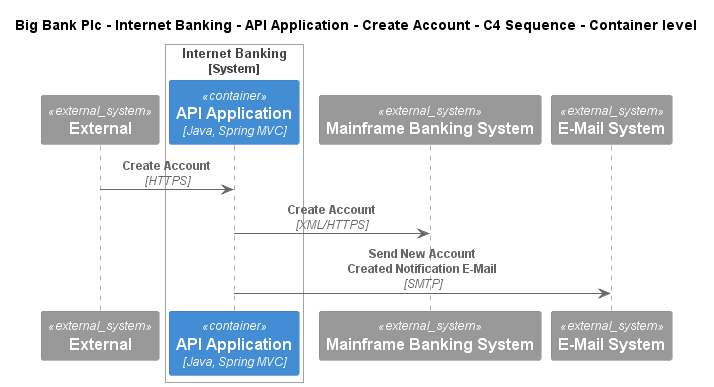 Big Bank Plc - Internet Banking - API Application - Create Account - C4 Sequence - Container level
Internet Banking
[System]
«external_system»
External
«container»
API Application
[Java, Spring MVC]
«external_system»
Mainframe Banking System
«external_system»
E-Mail System
Create Account
[HTTPS]
Create Account
[XML/HTTPS]
Send New Account
Created Notification E-Mail
[SMTP]
«external_system»
External
«container»
API Application
[Java, Spring MVC]
«external_system»
Mainframe Banking System
«external_system»
E-Mail System